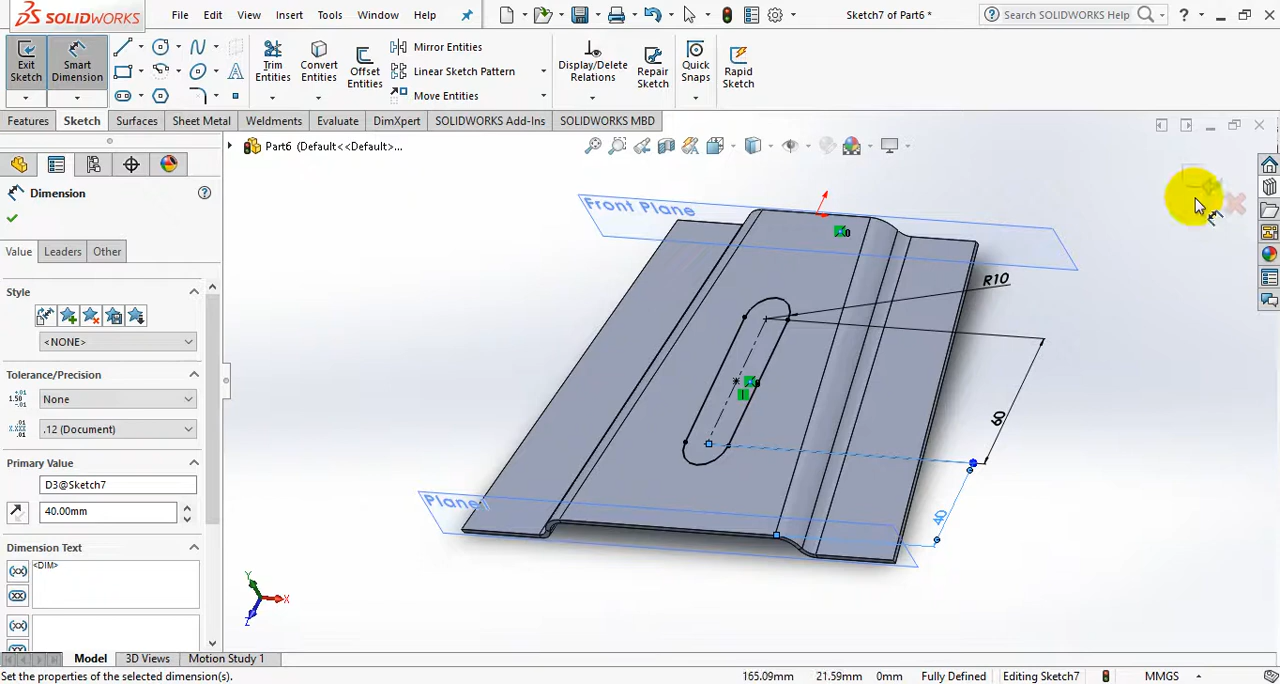 SOLIDWORKS
File Edit View Insert Tools Window Help
Sketch7 of Part6 *
Search SOLIDWORKS Help
?
Exit Sketch
Smart Dimension
Trim Entities
Convert Entities
Offset Entities
Mirror Entities
Linear Sketch Pattern
Move Entities
Display/Delete Relations
Repair Sketch
Quick Snaps
Rapid Sketch
Features Sketch Surfaces Sheet Metal Weldments Evaluate DimXpert SOLIDWORKS Add-Ins SOLIDWORKS MBD
Part6 (Default<<Default>...
Dimension
Value Leaders Other
Style
<NONE>
Tolerance/Precision
None
.12 (Document)
Primary Value
D3@Sketch7
40.00mm
Dimension Text
<DIM>
Front Plane
R10
60
40
Plane1
Y
X
Z
Model 3D Views Motion Study 1
Set the properties of the selected dimension(s).
165.09mm 21.59mm 0mm Fully Defined Editing Sketch7 MMGS